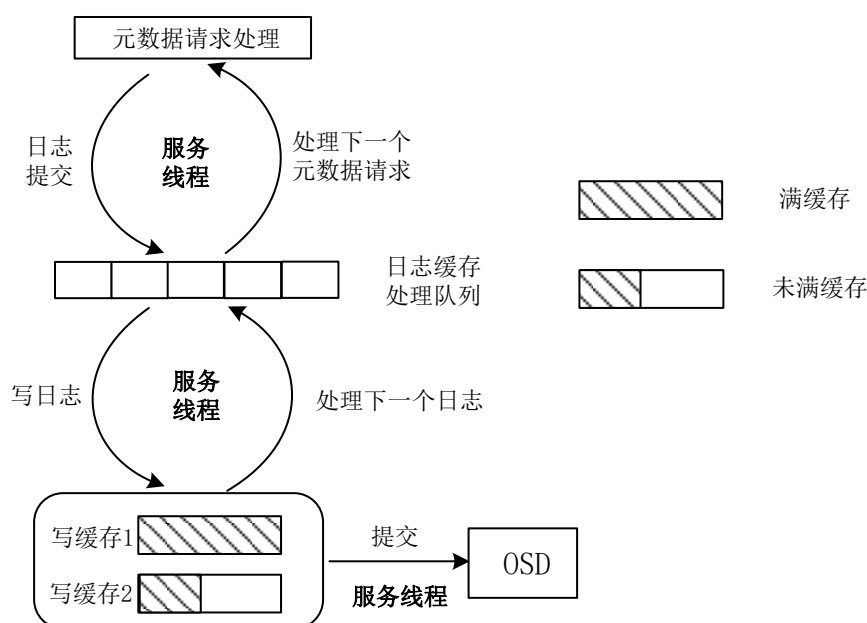 元数据请求处理
日志
提交
服务
线程
处理下一个
元数据请求
满缓存
日志缓存
处理队列
未满缓存
写日志
服务
线程
处理下一个日志
写缓存1
写缓存2
提交
服务线程
OSD